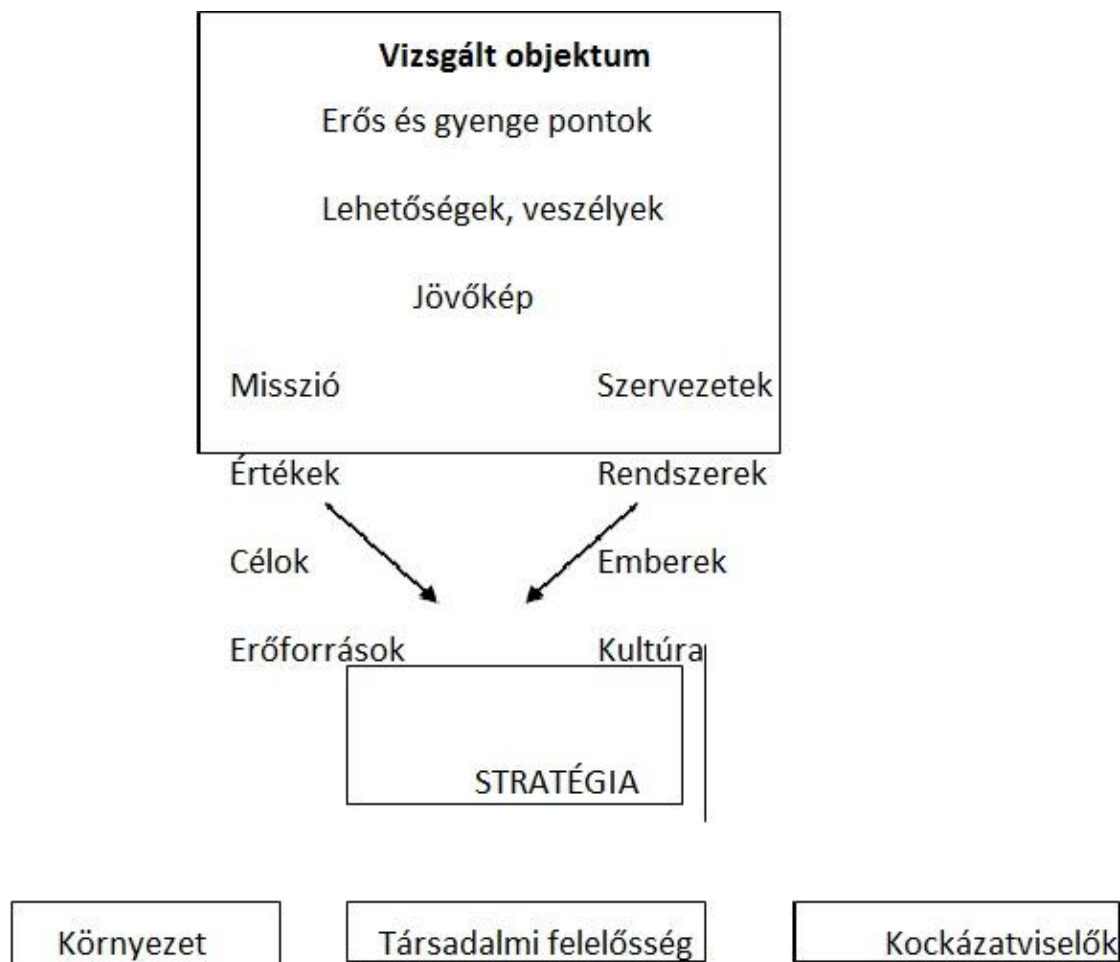 Vizsgált objektum
Erős és gyenge pontok
Lehetőségek, veszélyek
Jövőkép
Misszió Szervezetek
Értékek Rendszerek
Célok Emberek
Erőforrások Kultúra
STRATÉGIA
Környezet Társadalmi felelősség Kockázatviselők